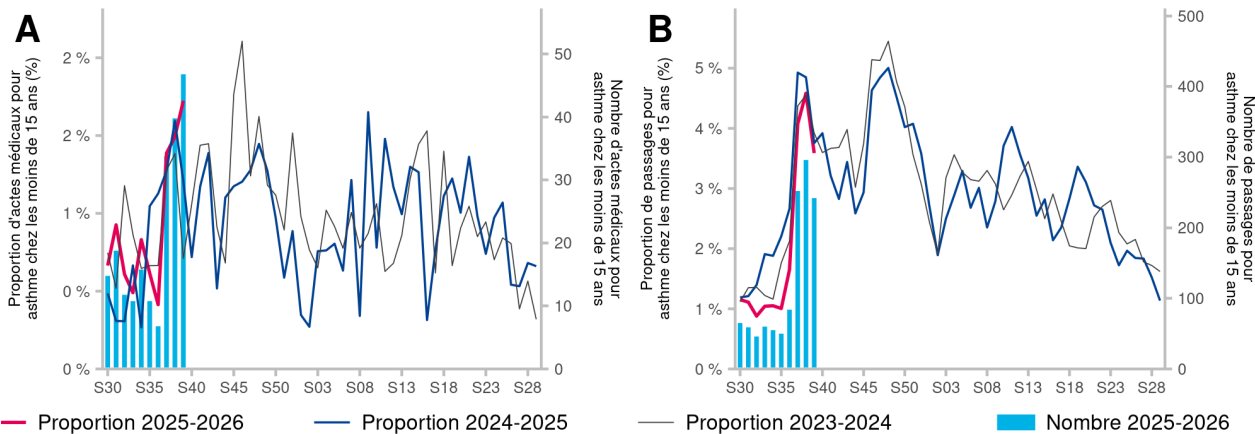 A
Proportion d'actes médicaux pour
asthme chez les moins de 15 ans (%)
2 %
2 %
1 %
0 %
0 %
50
40
30
20
10
0
Nombre d'actes médicaux pour
asthme chez les moins de 15 ans
S30
S35
S40
S45
S50
S03
S08
S13
S18
S23
S28
B
Proportion de passages pour
asthme chez les moins de 15 ans (%)
5 %
4 %
3 %
2 %
1 %
0 %
500
400
300
200
100
0
Nombre de passages pour
asthme chez les moins de 15 ans
S30
S35
S40
S45
S50
S03
S08
S13
S18
S23
S28
Proportion 2025-2026
Proportion 2024-2025
Proportion 2023-2024
Nombre 2025-2026